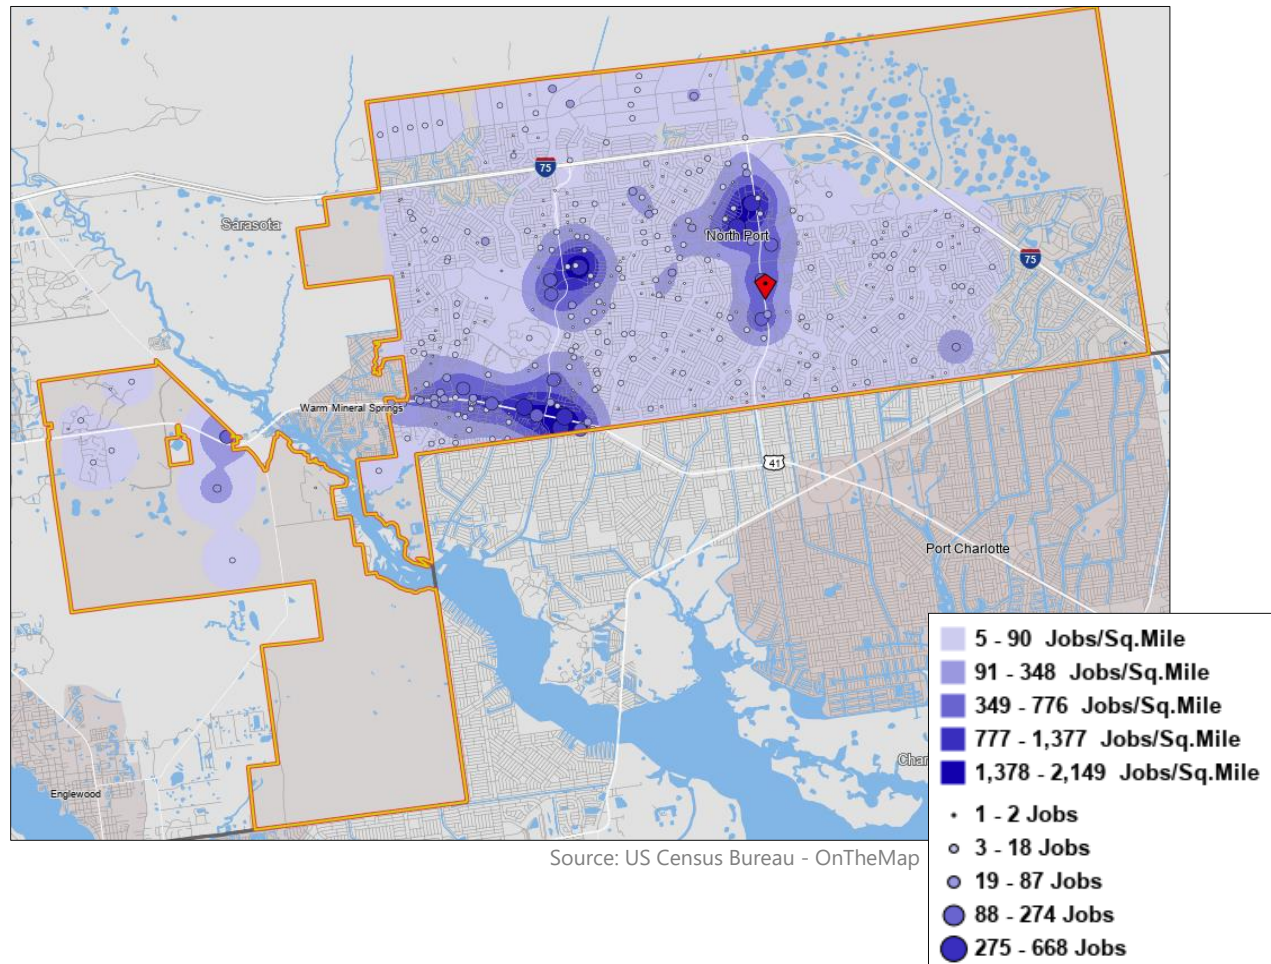 75
Sarasota
North Port
75
Warm Mineral Springs
41
Port Charlotte
Englewood
5 - 90 Jobs/Sq.Mile
91 - 348 Jobs/Sq.Mile
349 - 776 Jobs/Sq.Mile
777 - 1,377 Jobs/Sq.Mile
1,378 - 2,149 Jobs/Sq.Mile
1 - 2 Jobs
3 - 18 Jobs
19 - 87 Jobs
88 - 274 Jobs
275 - 668 Jobs
Source: US Census Bureau - OnTheMap